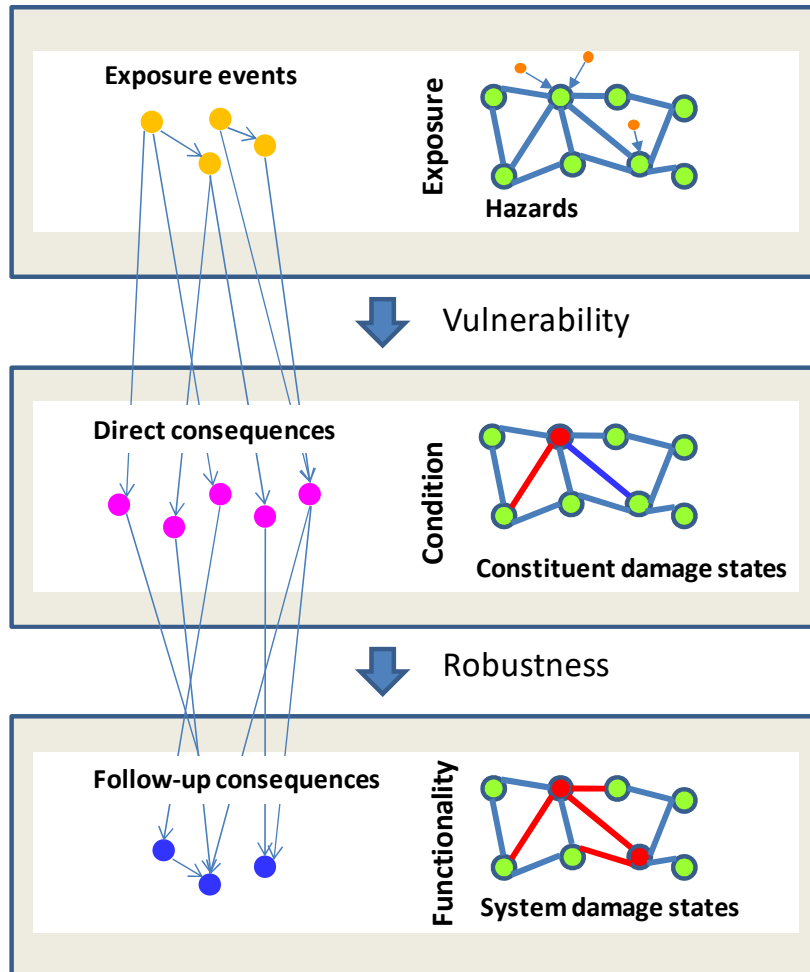 Exposure events
Exposure
Hazards
Vulnerability
Direct consequences
Condition
Constituent damage states
Robustness
Follow-up consequences
Functionality
System damage states